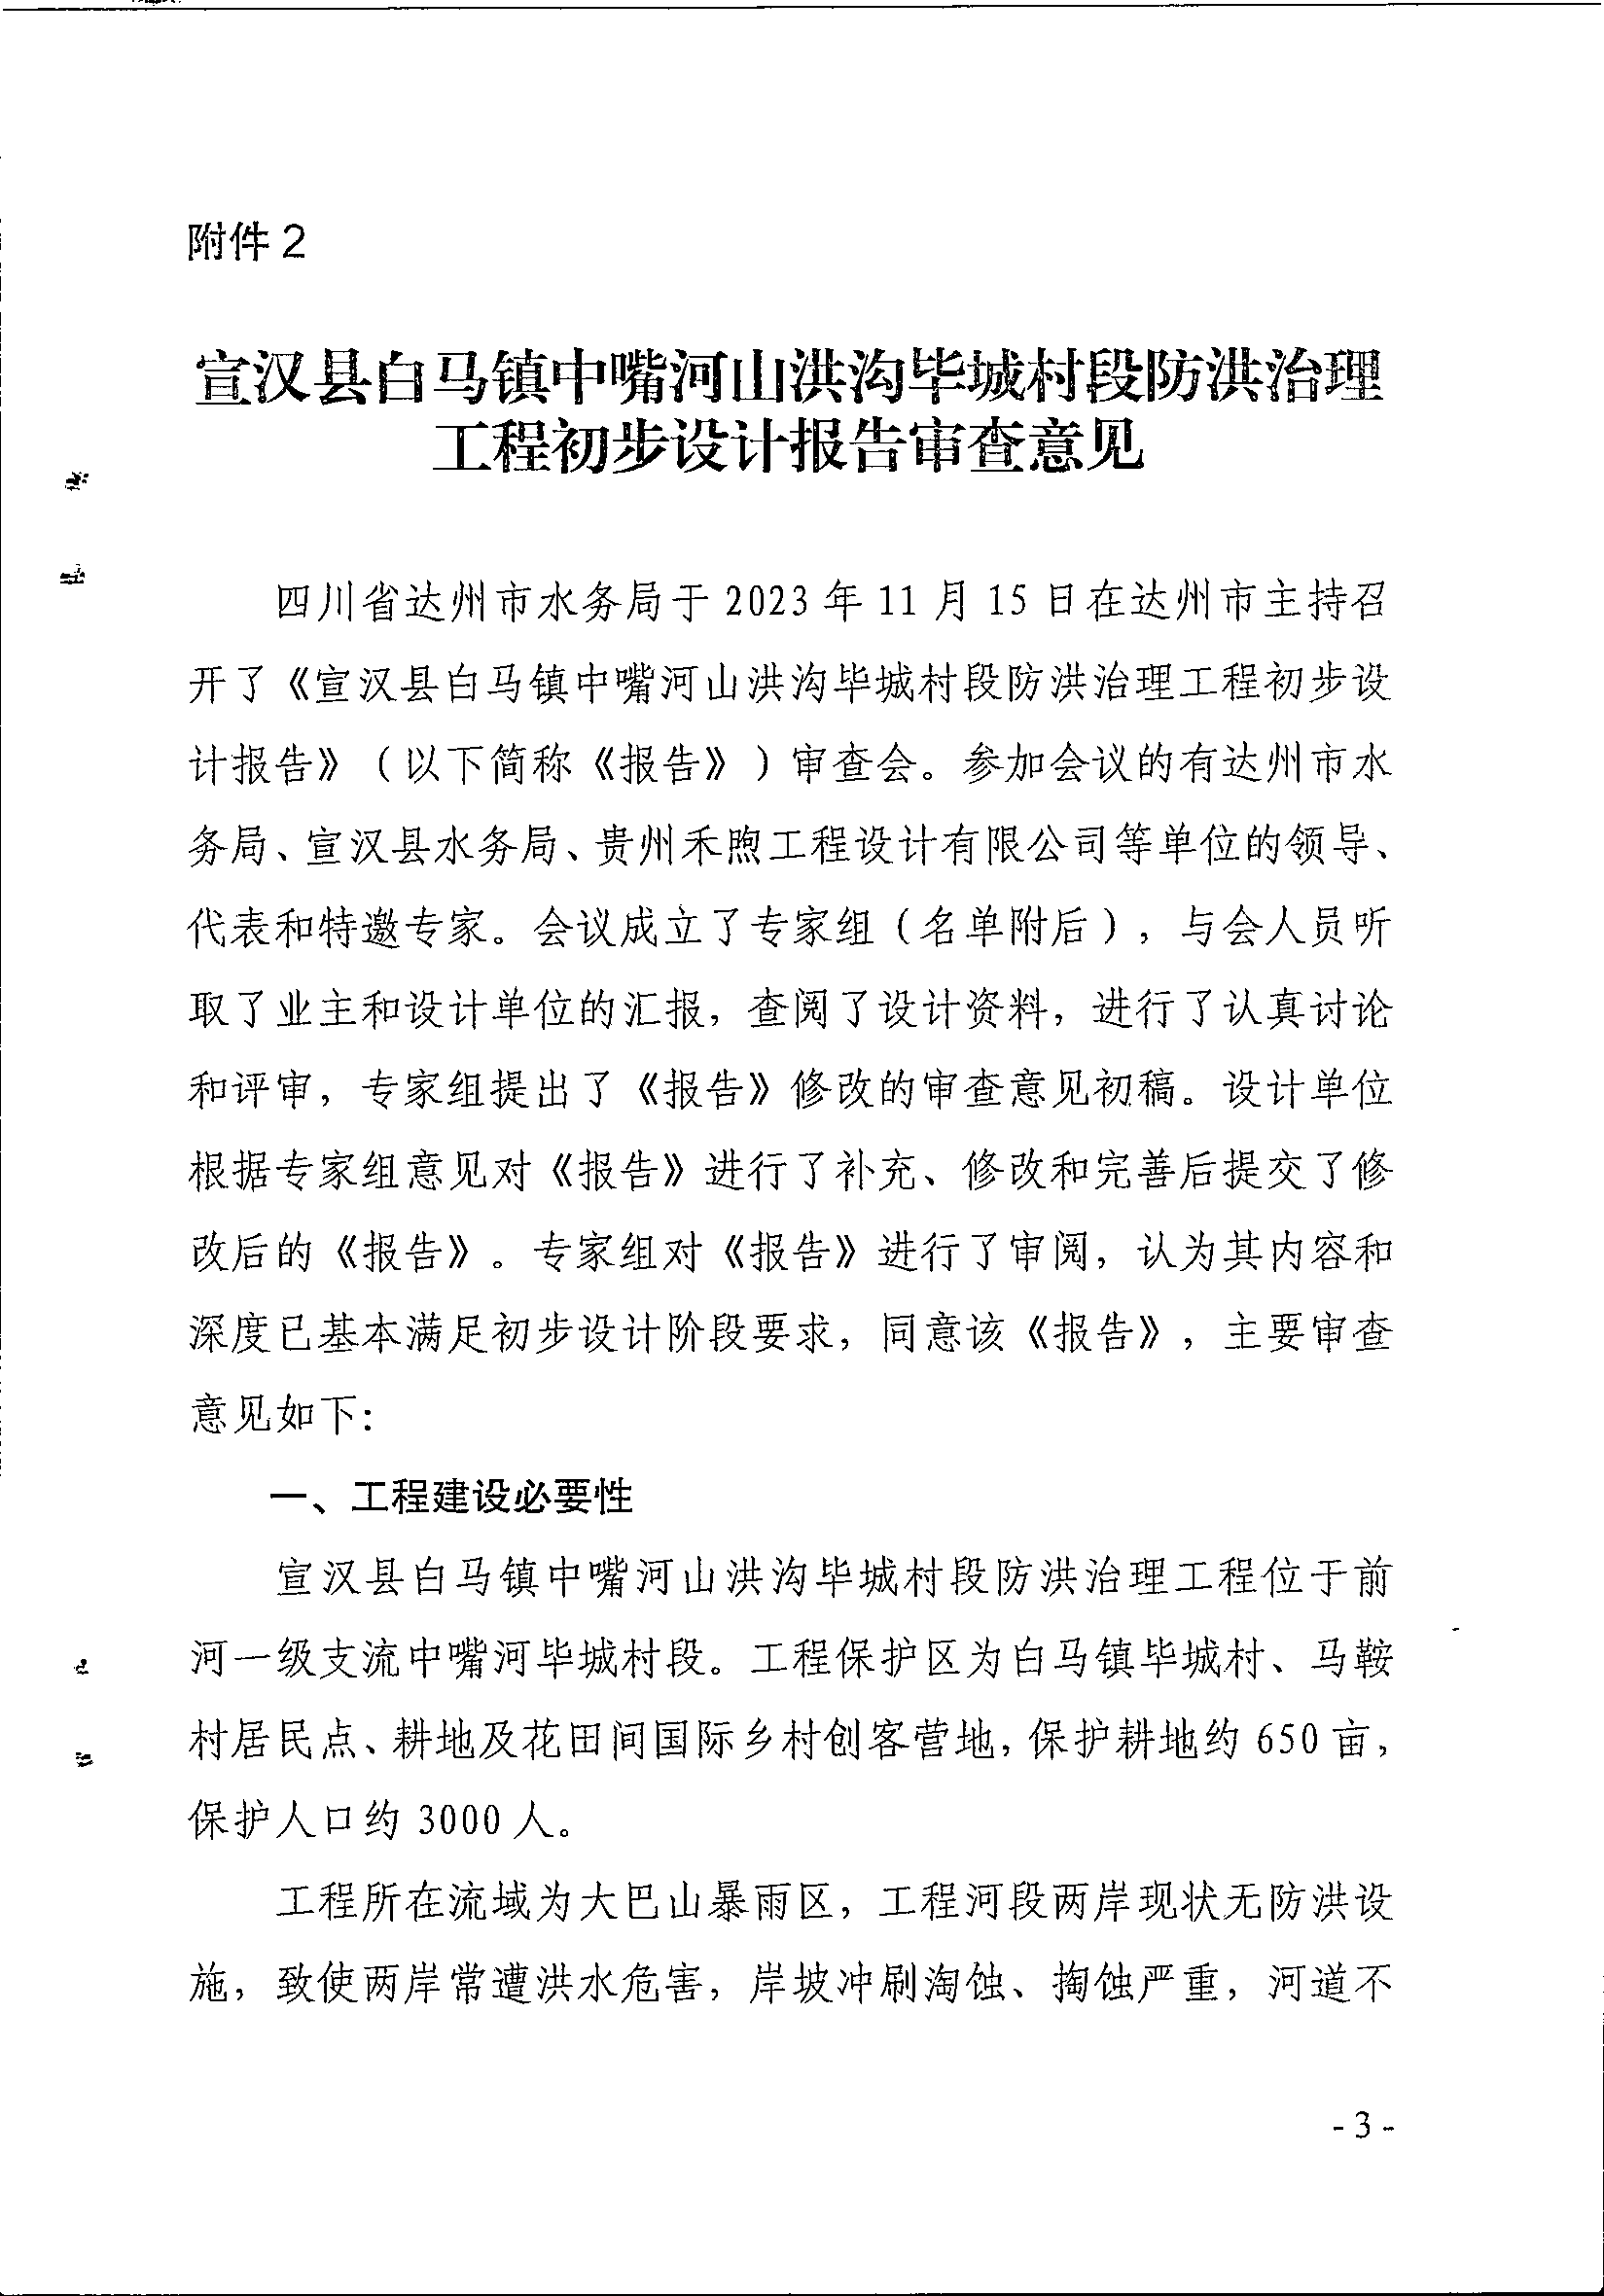 附件2
宣汉县白马镇中嘴河山洪沟毕城村段防洪治理
工程初步设计报告审查意见
四川省达州市水务局于 2023 年 11 月 15 日在达州市主持召
开了《宣汉县白马镇中嘴河山洪沟毕城村段防洪治理工程初步设
计报告》（以下简称《报告》）审查会。参加会议的有达州市水
务局、宣汉县水务局、贵州禾煦工程设计有限公司等单位的领导、
代表和特邀专家。会议成立了专家组（名单附后），与会人员听
取了业主和设计单位的汇报，查阅了设计资料，进行了认真讨论
和评审，专家组提出了《报告》修改的审查意见初稿。设计单位
根据专家组意见对《报告》进行了补充、修改和完善后提交了修
改后的《报告》。专家组对《报告》进行了审阅，认为其内容和
深度已基本满足初步设计阶段要求，同意该《报告》，主要审查
意见如下：
一、工程建设必要性
宣汉县白马镇中嘴河山洪沟毕城村段防洪治理工程位于前
河一级支流中嘴河毕城村段。工程保护区为白马镇毕城村、马鞍
村居民点、耕地及花田间国际乡村创客营地，保护耕地约 650 亩，
保护人口约 3000 人。
工程所在流域为大巴山暴雨区，工程河段两岸现状无防洪设
施，致使两岸常遭洪水危害，岸坡冲刷淘蚀、掏蚀严重，河道不
- 3 -